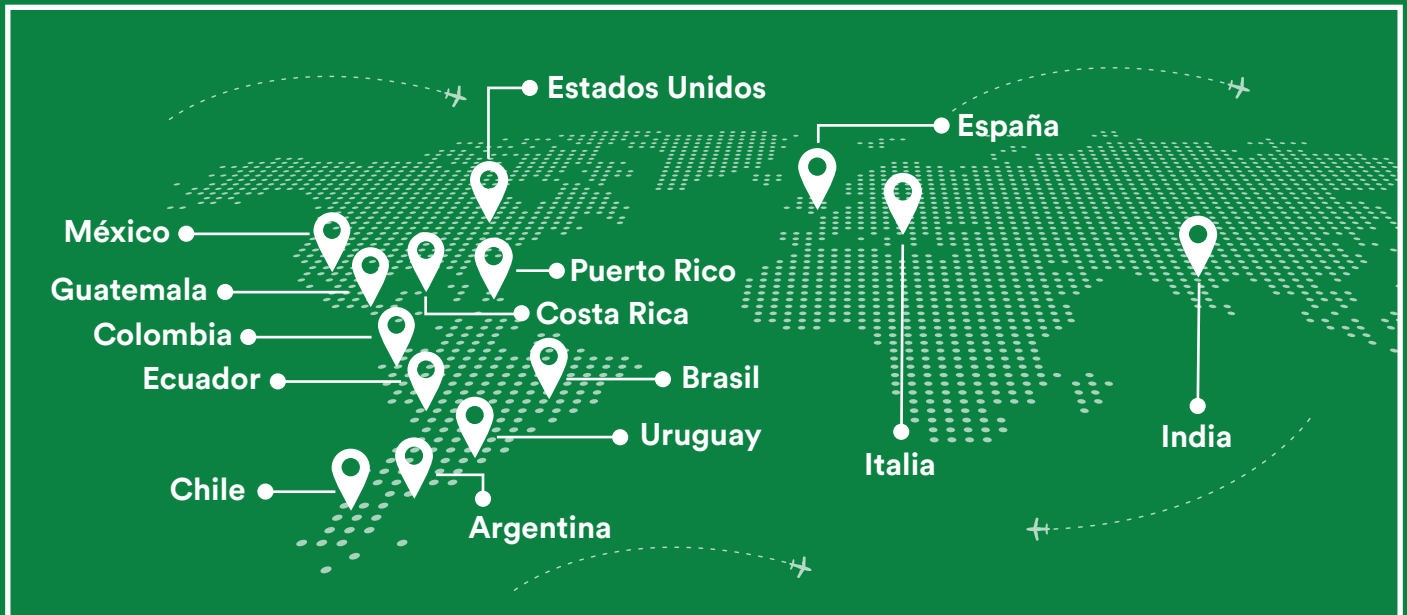 Estados Unidos
España
México
Puerto Rico
Guatemala
Costa Rica
Colombia
Ecuador
Brasil
Uruguay
India
Italia
Chile
Argentina